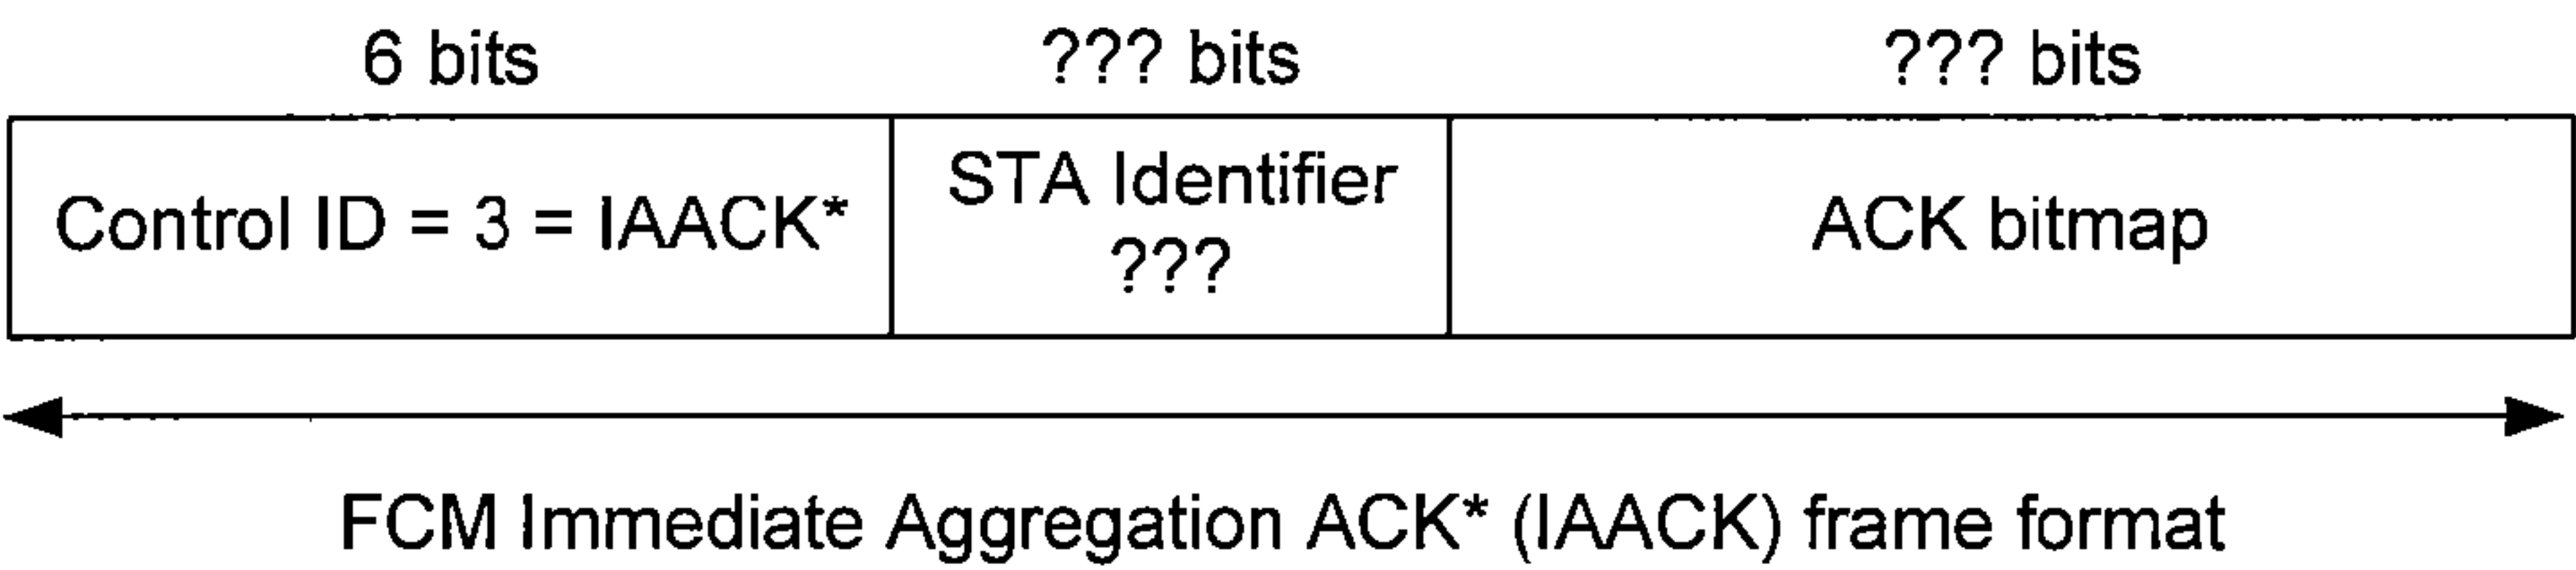 6 bits ??? bits ??? bits
Control ID = 3 = IAACK*
STA Identifier
???
ACK bitmap
FCM Immediate Aggregation ACK* (IAACK) frame format